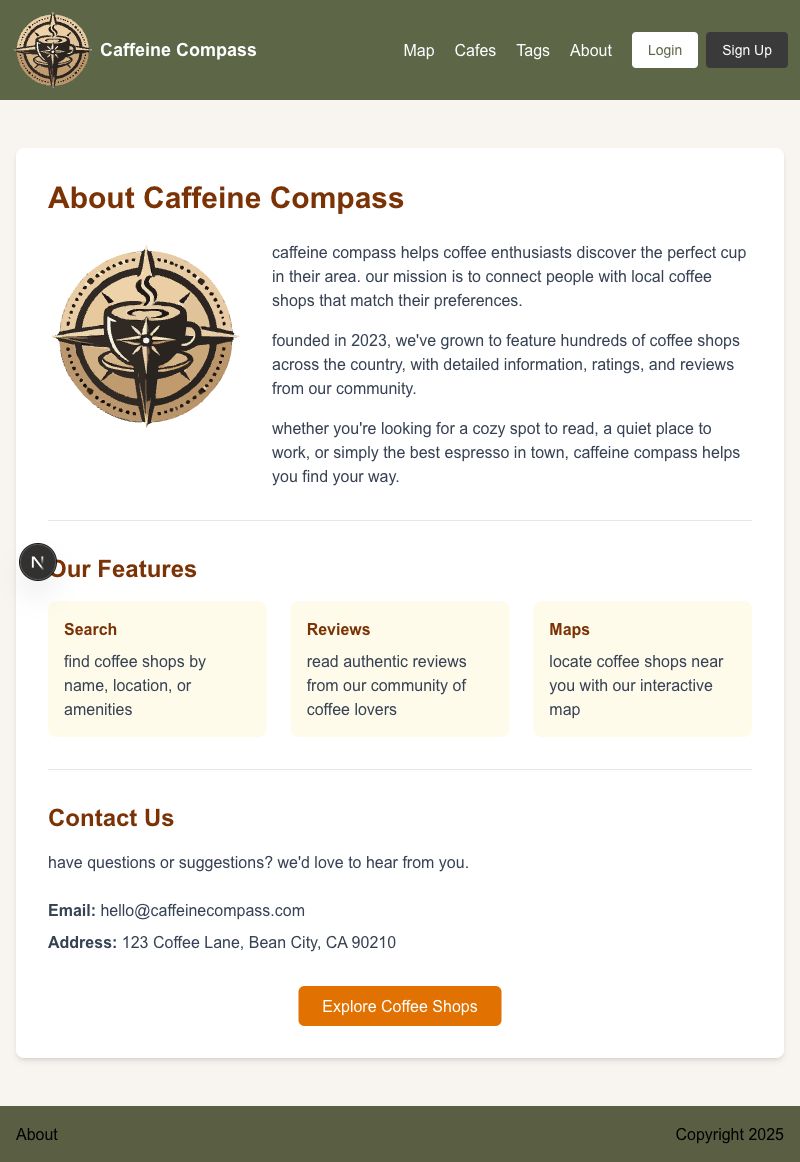 Caffeine Compass
Map Cafes Tags About Login Sign Up
About Caffeine Compass
caffeine compass helps coffee enthusiasts discover the perfect cup
in their area. our mission is to connect people with local coffee
shops that match their preferences.
founded in 2023, we've grown to feature hundreds of coffee shops
across the country, with detailed information, ratings, and reviews
from our community.
whether you're looking for a cozy spot to read, a quiet place to
work, or simply the best espresso in town, caffeine compass helps
you find your way.
N
Our Features
Search
find coffee shops by
name, location, or
amenities
Reviews
read authentic reviews
from our community of
coffee lovers
Maps
locate coffee shops near
you with our interactive
map
Contact Us
have questions or suggestions? we'd love to hear from you.
Email: hello@caffeinecompass.com
Address: 123 Coffee Lane, Bean City, CA 90210
Explore Coffee Shops
About
Copyright 2025